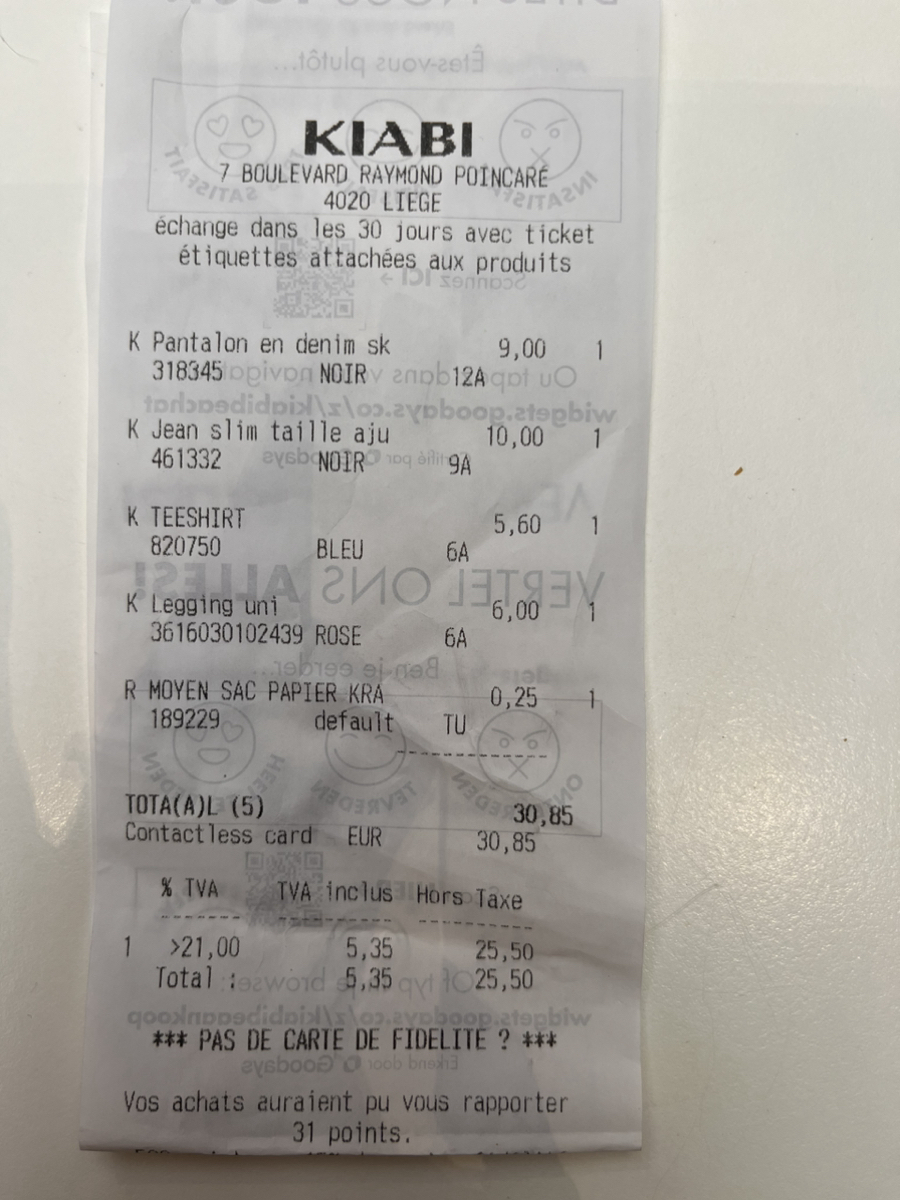 KIABI
7 BOULEVARD RAYMOND POINCARÉ
4020 LIEGE
échange dans les 30 jours avec ticket
étiquettes attachées aux produits
K Pantalon en denim sk 9,00 1
318345 NOIR 12A
K Jean slim taille aju 10,00 1
461332 NOIR 9A
K TEESHIRT 5,60 1
820750 BLEU 6A
K Legging uni 6,00 1
3616030102439 ROSE 6A
R MOYEN SAC PAPIER KRA 0,25 1
189229 default TU
TOTA(A)L (5) 30,85
Contactless card EUR 30,85
% TVA TVA inclus Hors Taxe
1 >21,00 5,35 25,50
Total : 5,35 25,50
*** PAS DE CARTE DE FIDELITE ? ***
Vos achats auraient pu vous rapporter
31 points.